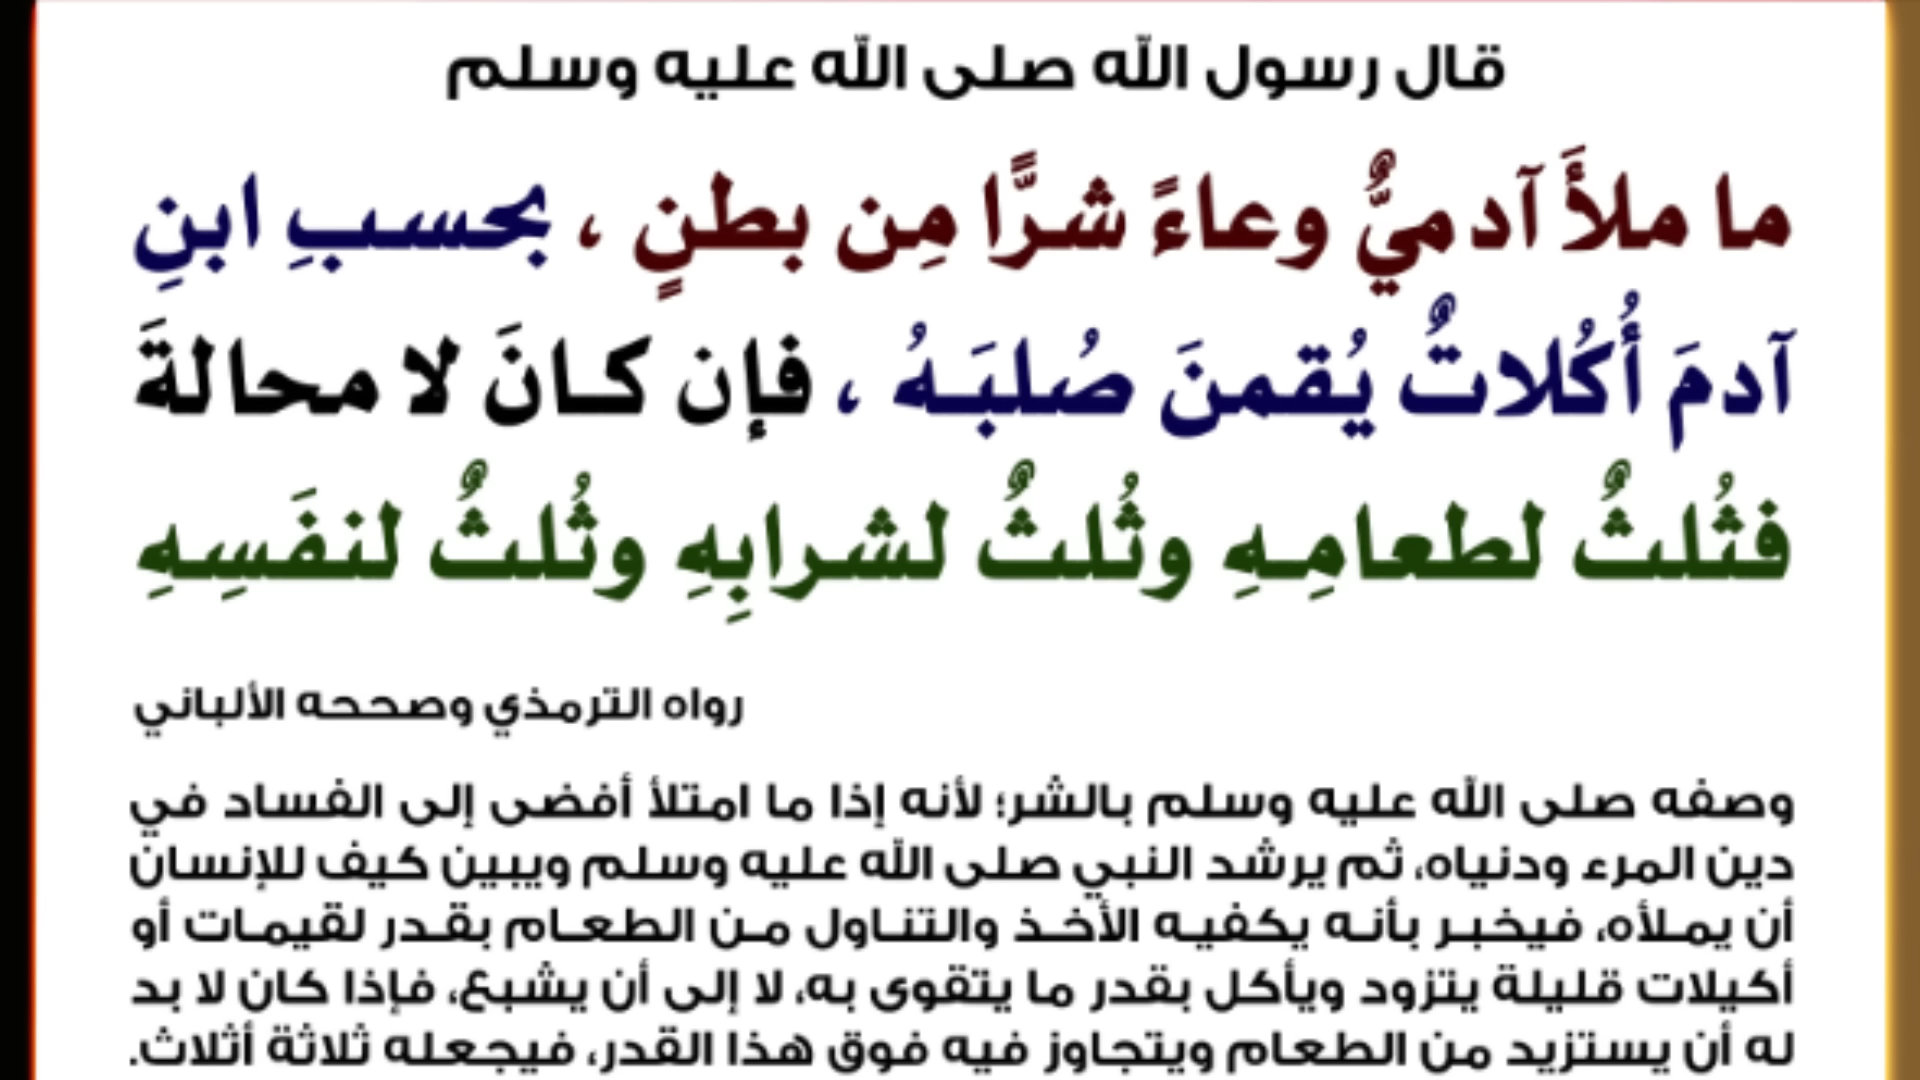 قال رسول الله صلى الله عليه وسلم
ما ملأَ آدميٌّ وعاءً شرًّا مِن بطنٍ ، بحسبِ ابنِ
آدمَ أُكُلاتٌ يُقمنَ صُلبَهُ ، فإن كانَ لا محالةَ
فثُلثٌ لطعامِهِ وثُلثٌ لشرابِهِ وثُلثٌ لنفَسِهِ
رواه الترمذي وصححه الألباني
وصفه صلى الله عليه وسلم بالشر؛ لأنه إذا ما امتلأ أفضى إلى الفساد في
دين المرء ودنياه، ثم يرشد النبي صلى الله عليه وسلم ويبين كيف للإنسان
أن يملأه، فيخبر بأنه يكفيه الأخذ والتناول من الطعام بقدر لقيمات أو
أكيلات قليلة يتزود ويأكل بقدر ما يتقوى به، لا إلى أن يشبع، فإذا كان لا بد
له أن يستزيد من الطعام ويتجاوز فيه فوق هذا القدر، فيجعله ثلاثة أثلاث.